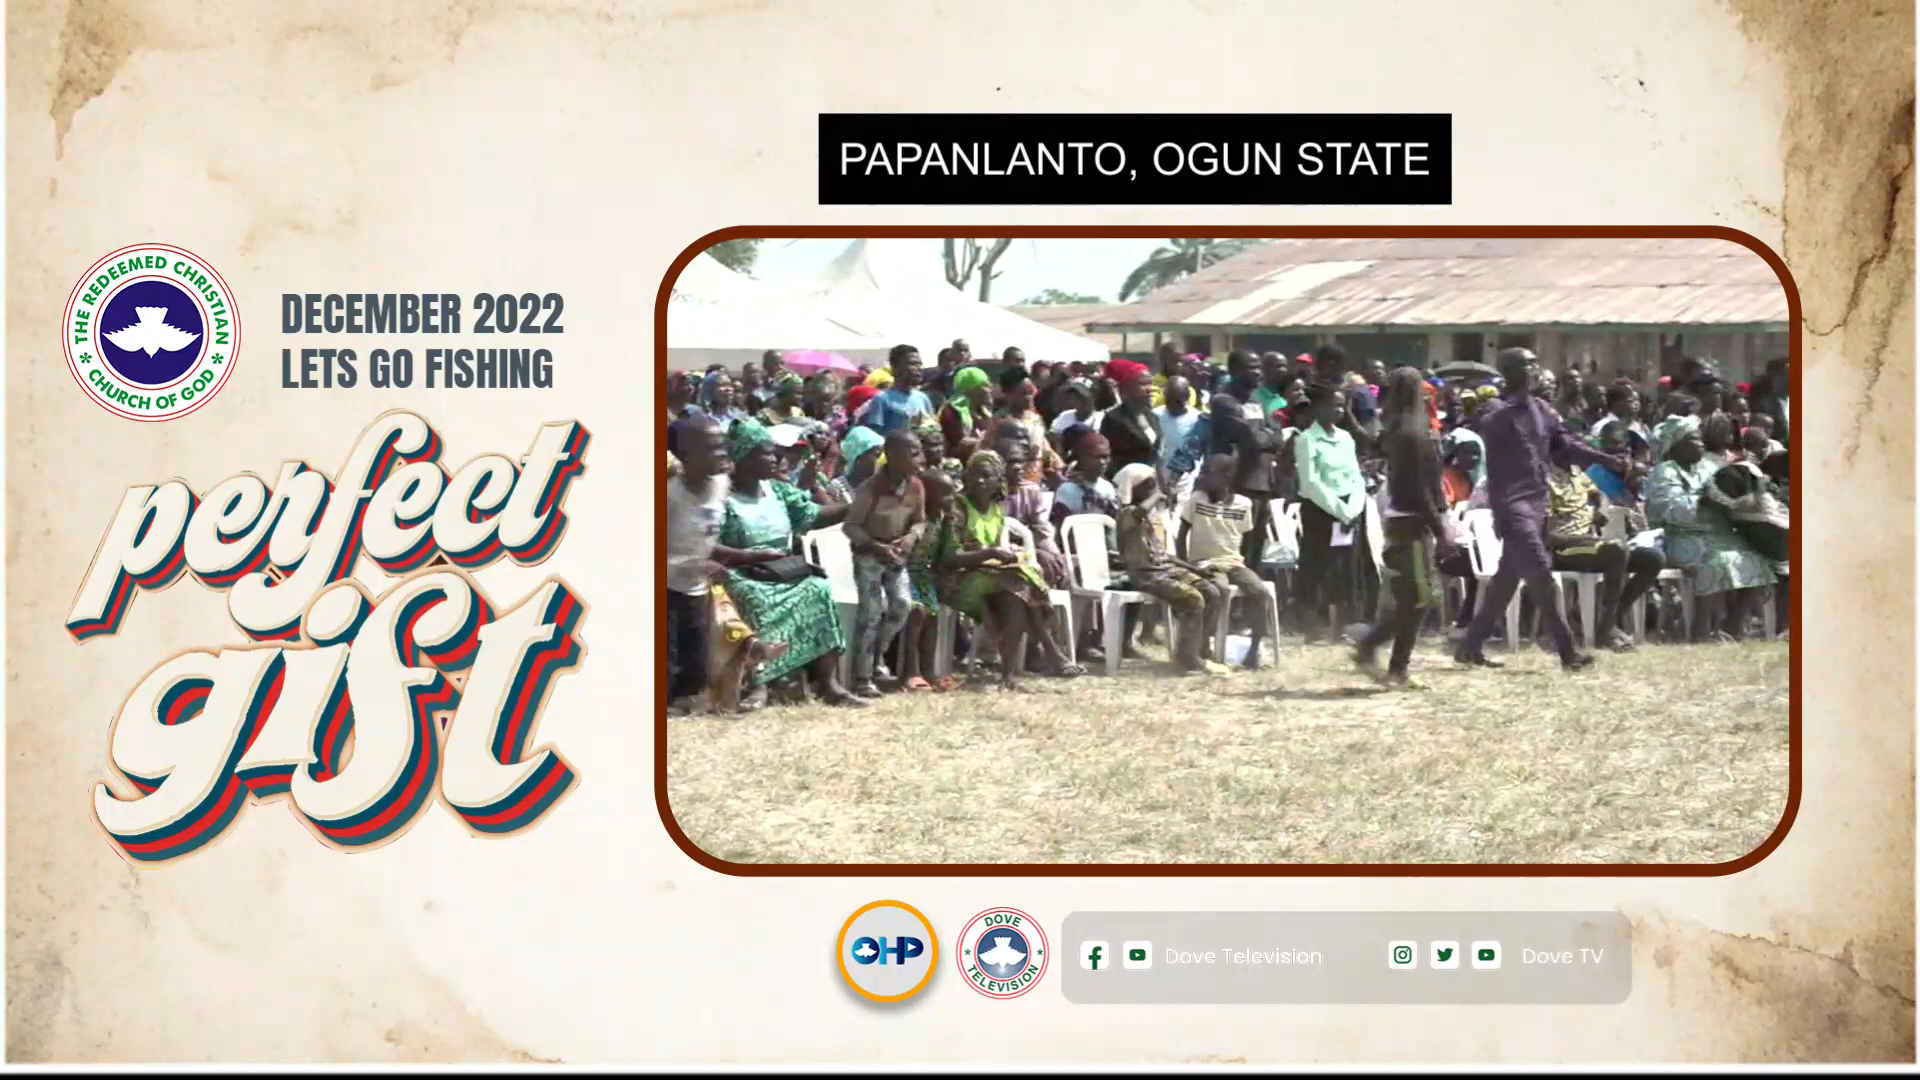 PAPANLANTO, OGUN STATE
THE REDEEMED CHRISTIAN
CHURCH OF GOD
DECEMBER 2022
LETS GO FISHING
perfect
gift
OHP
DOVE
TELEVISION
Dove Television
Dove TV